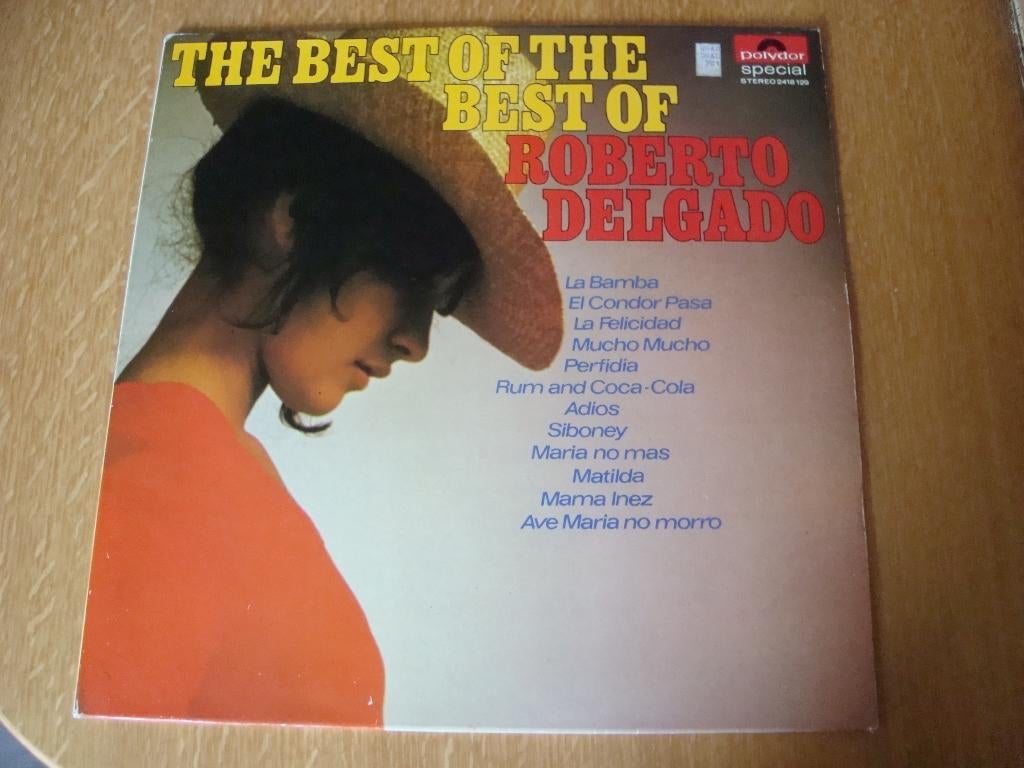 THE BEST OF THE
BEST OF
ROBERTO
DELGADO
polydor
special
STEREO 2418 129
La Bamba
El Condor Pasa
La Felicidad
Mucho Mucho
Perfidia
Rum and Coca-Cola
Adios
Siboney
Maria no mas
Matilda
Mama Inez
Ave Maria no morro